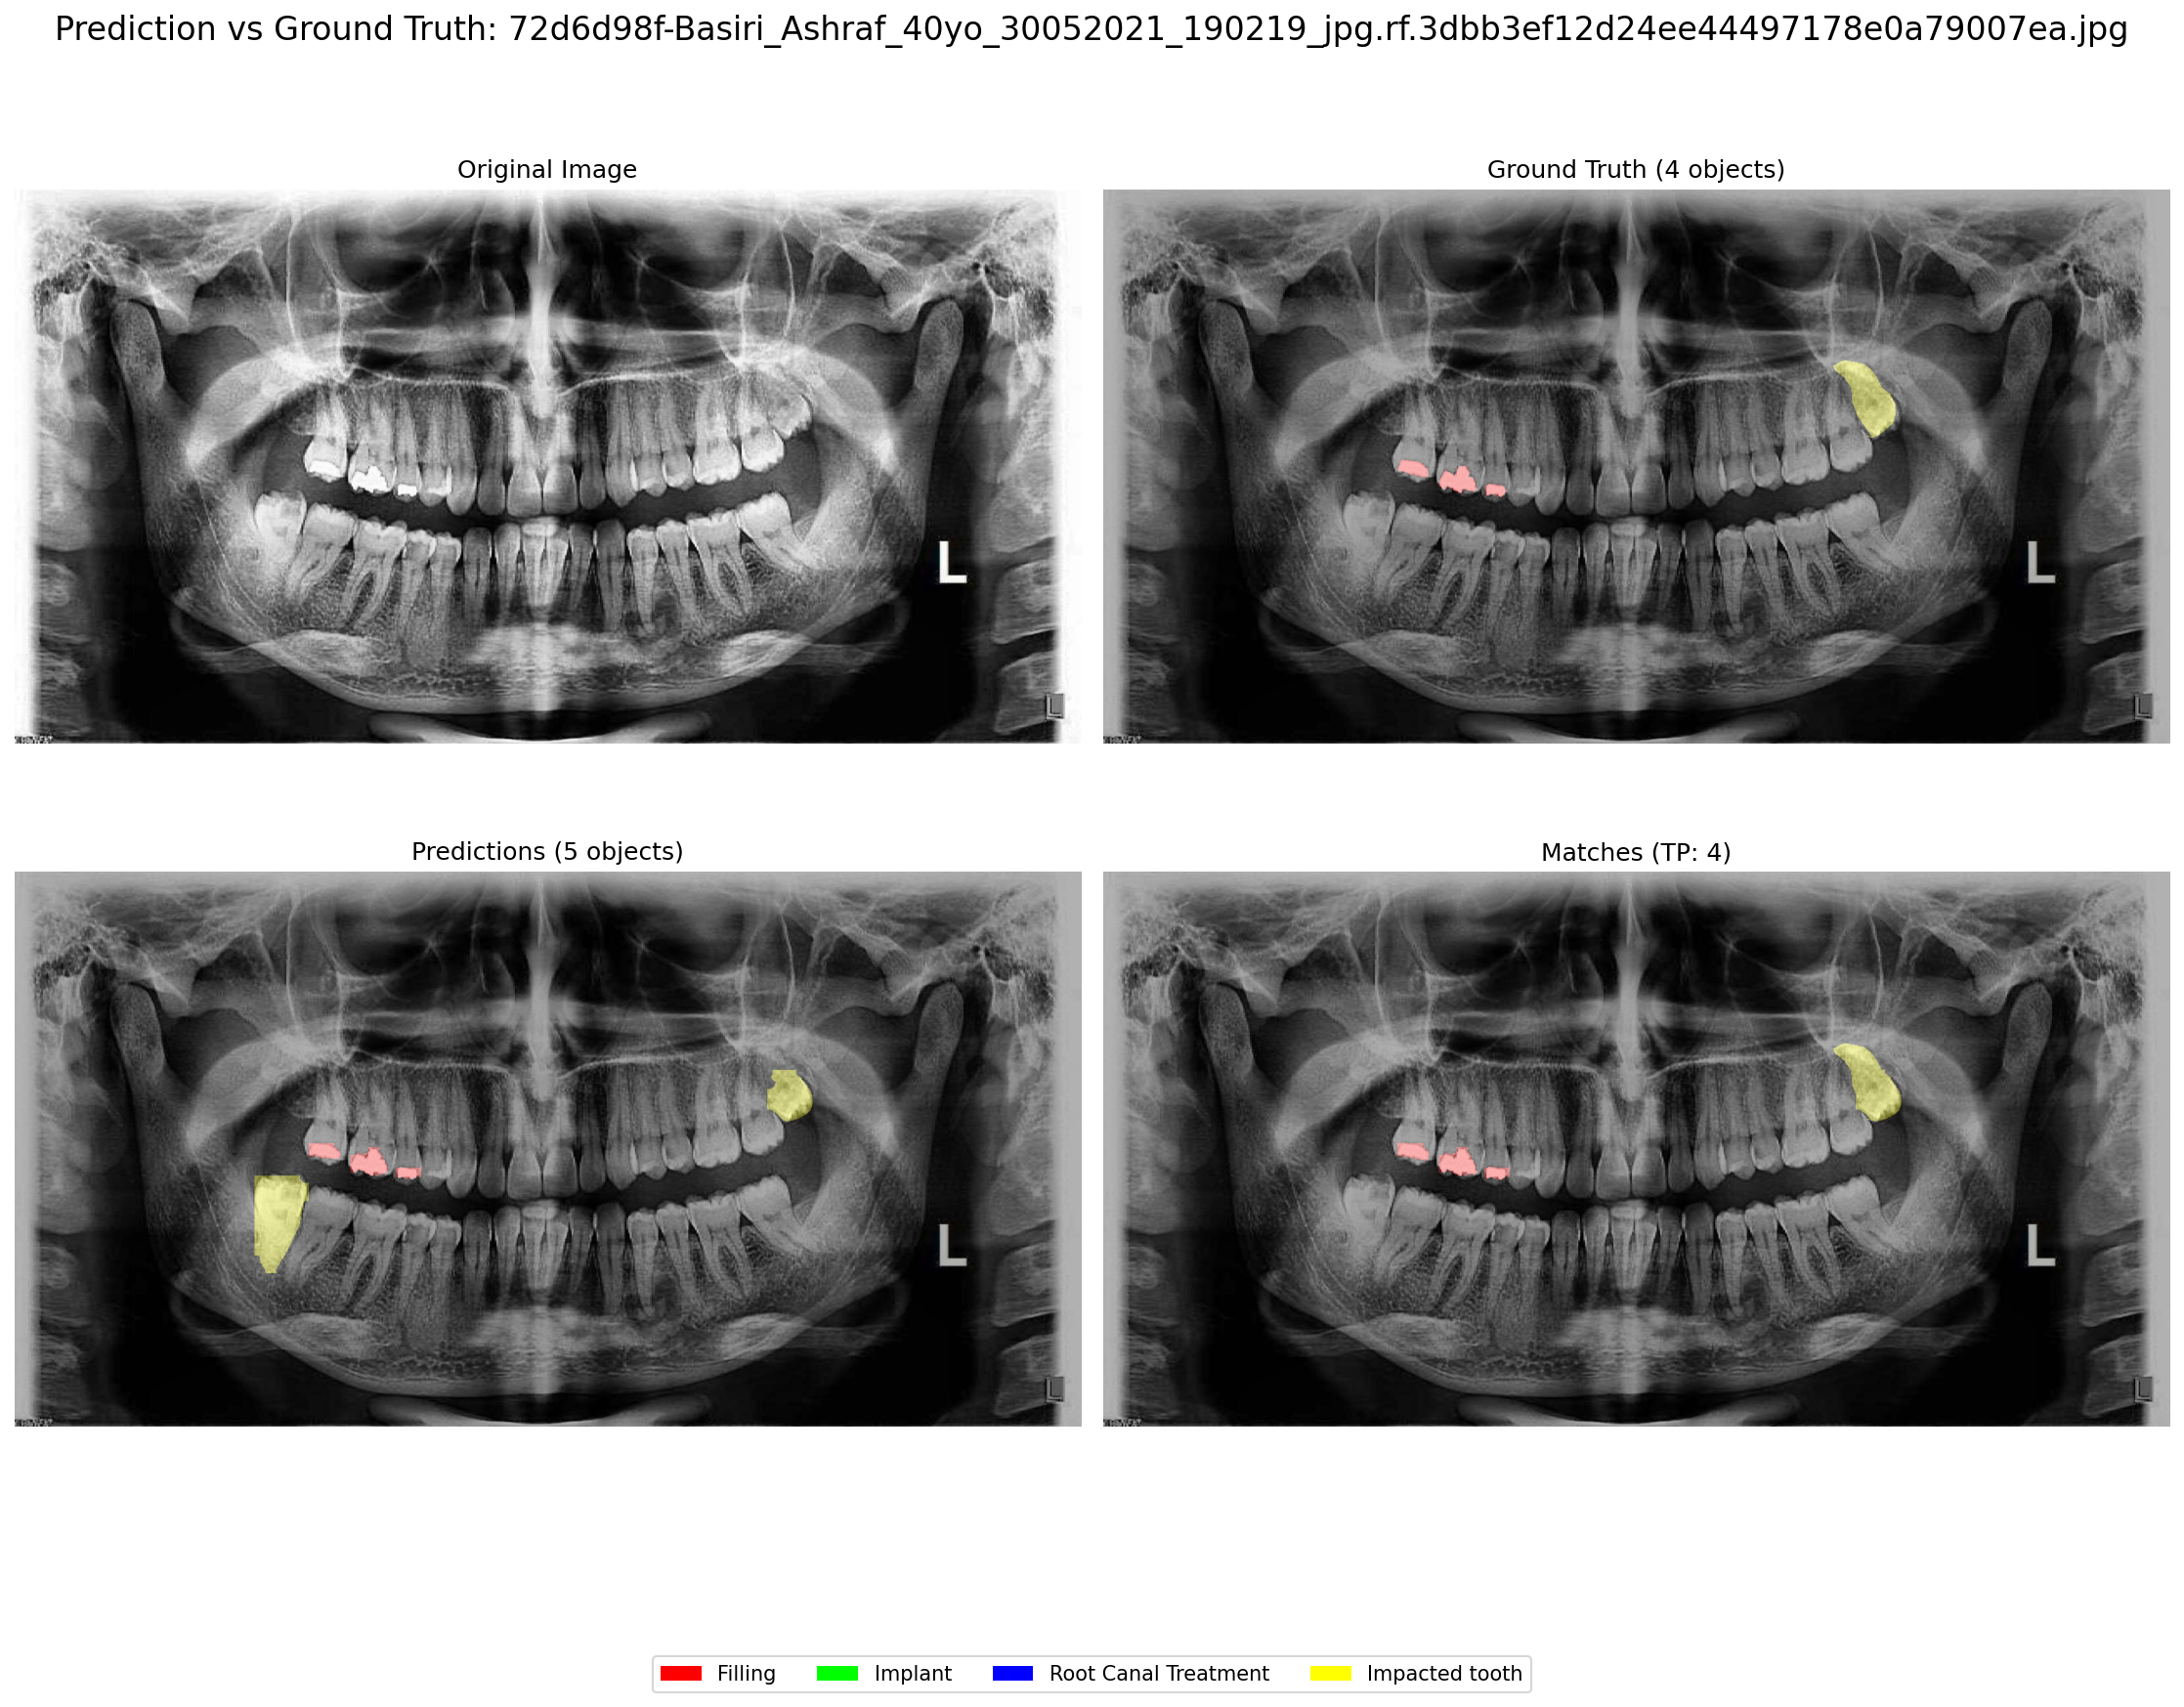 Prediction vs Ground Truth: 72d6d98f-Basiri_Ashraf_40yo_30052021_190219_jpg.rf.3dbb3ef12d24ee44497178e0a79007ea.jpg
Original Image
Ground Truth (4 objects)
L
L
L
L
Predictions (5 objects)
Matches (TP: 4)
L
L
L
L
Filling
Implant
Root Canal Treatment
Impacted tooth